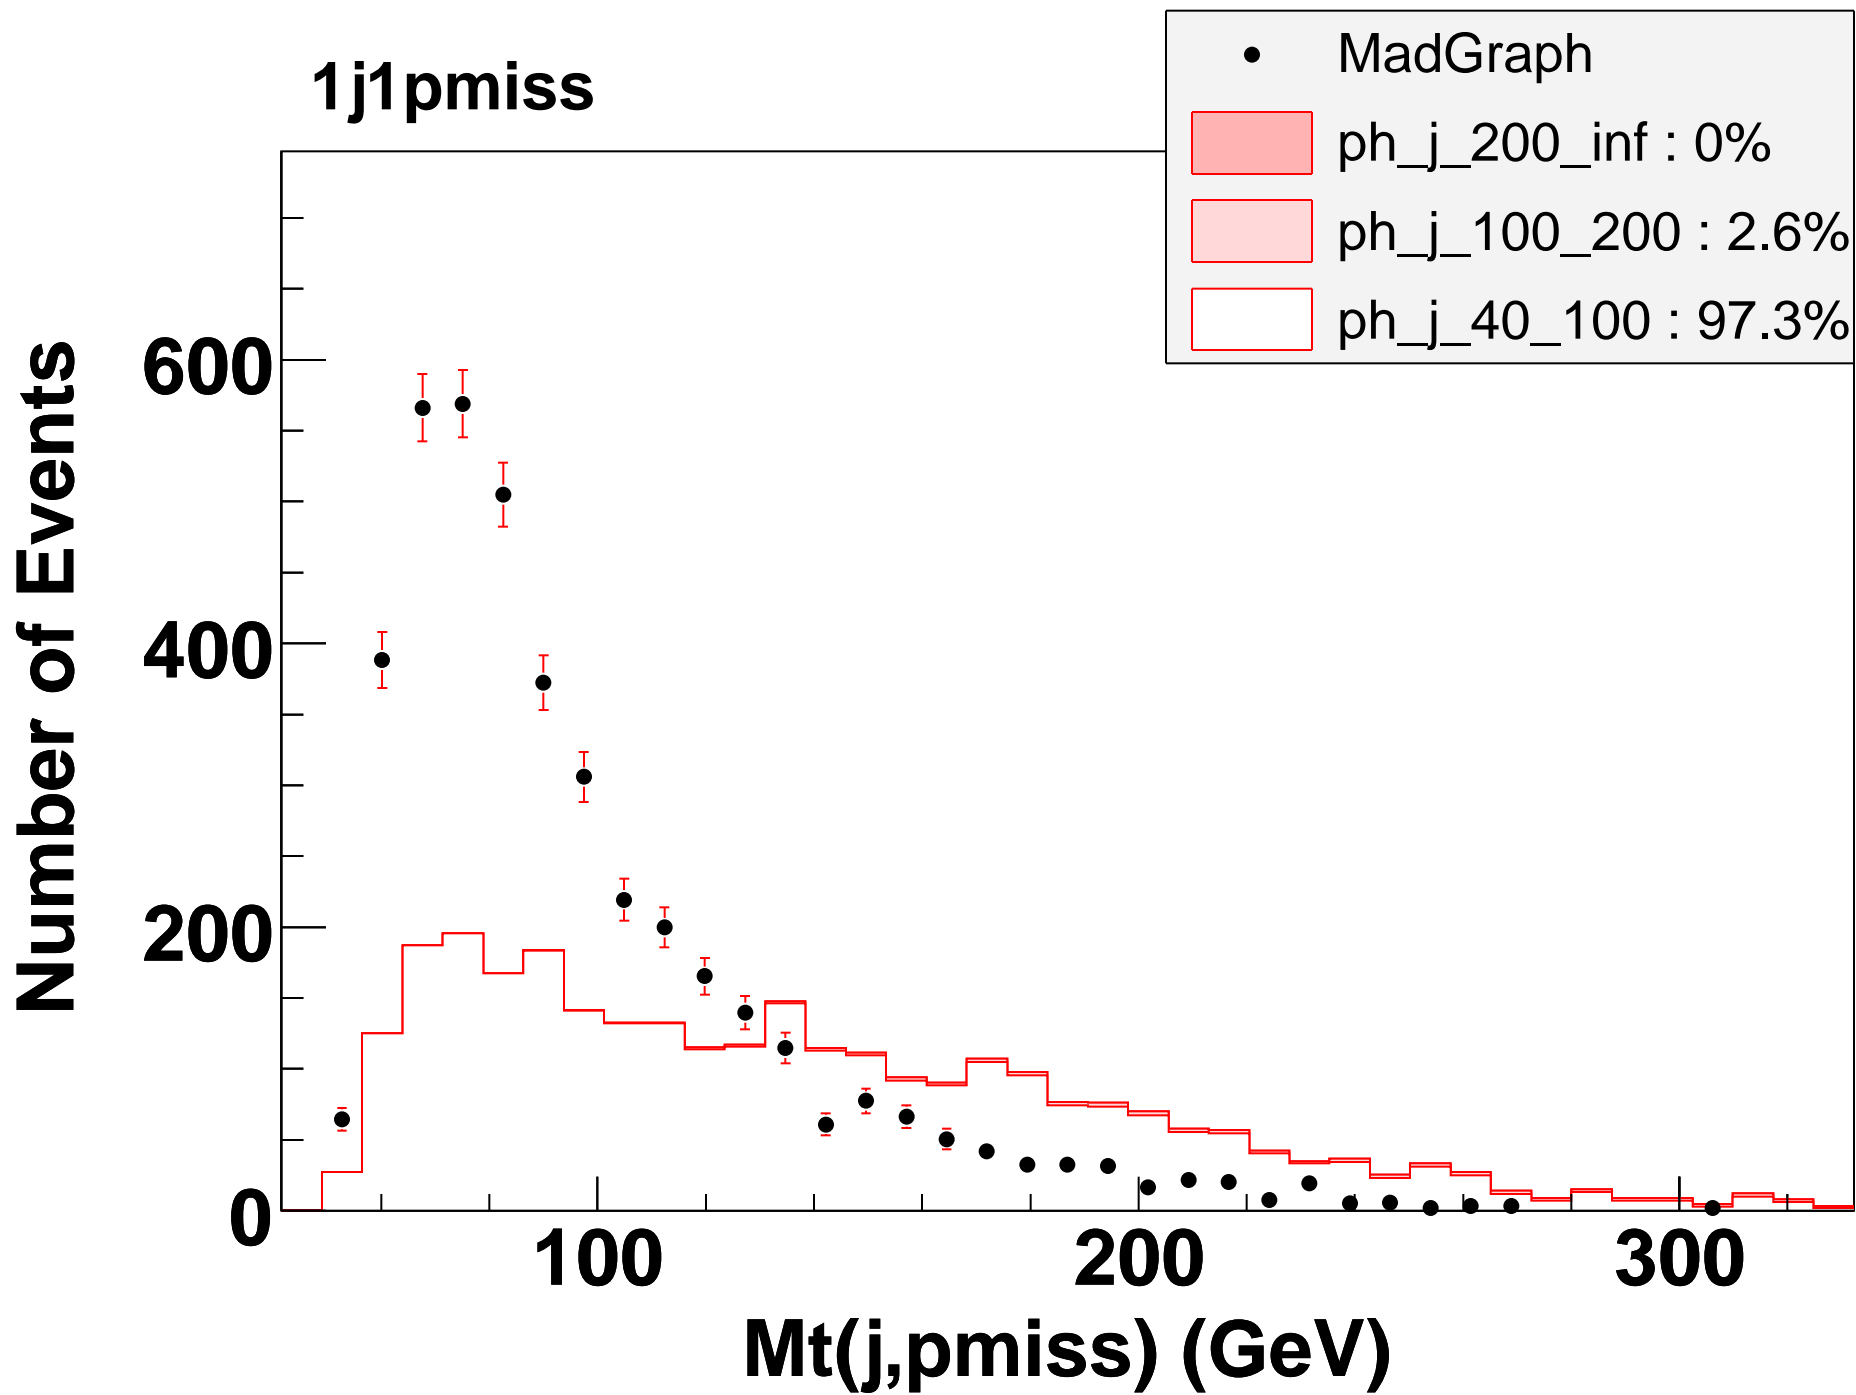 1j1pmiss
MadGraph
ph_j_200_inf : 0%
ph_j_100_200 : 2.6%
ph_j_40_100 : 97.3%
Number of Events
600
400
200
0
100
200
300
Mt(j,pmiss) (GeV)